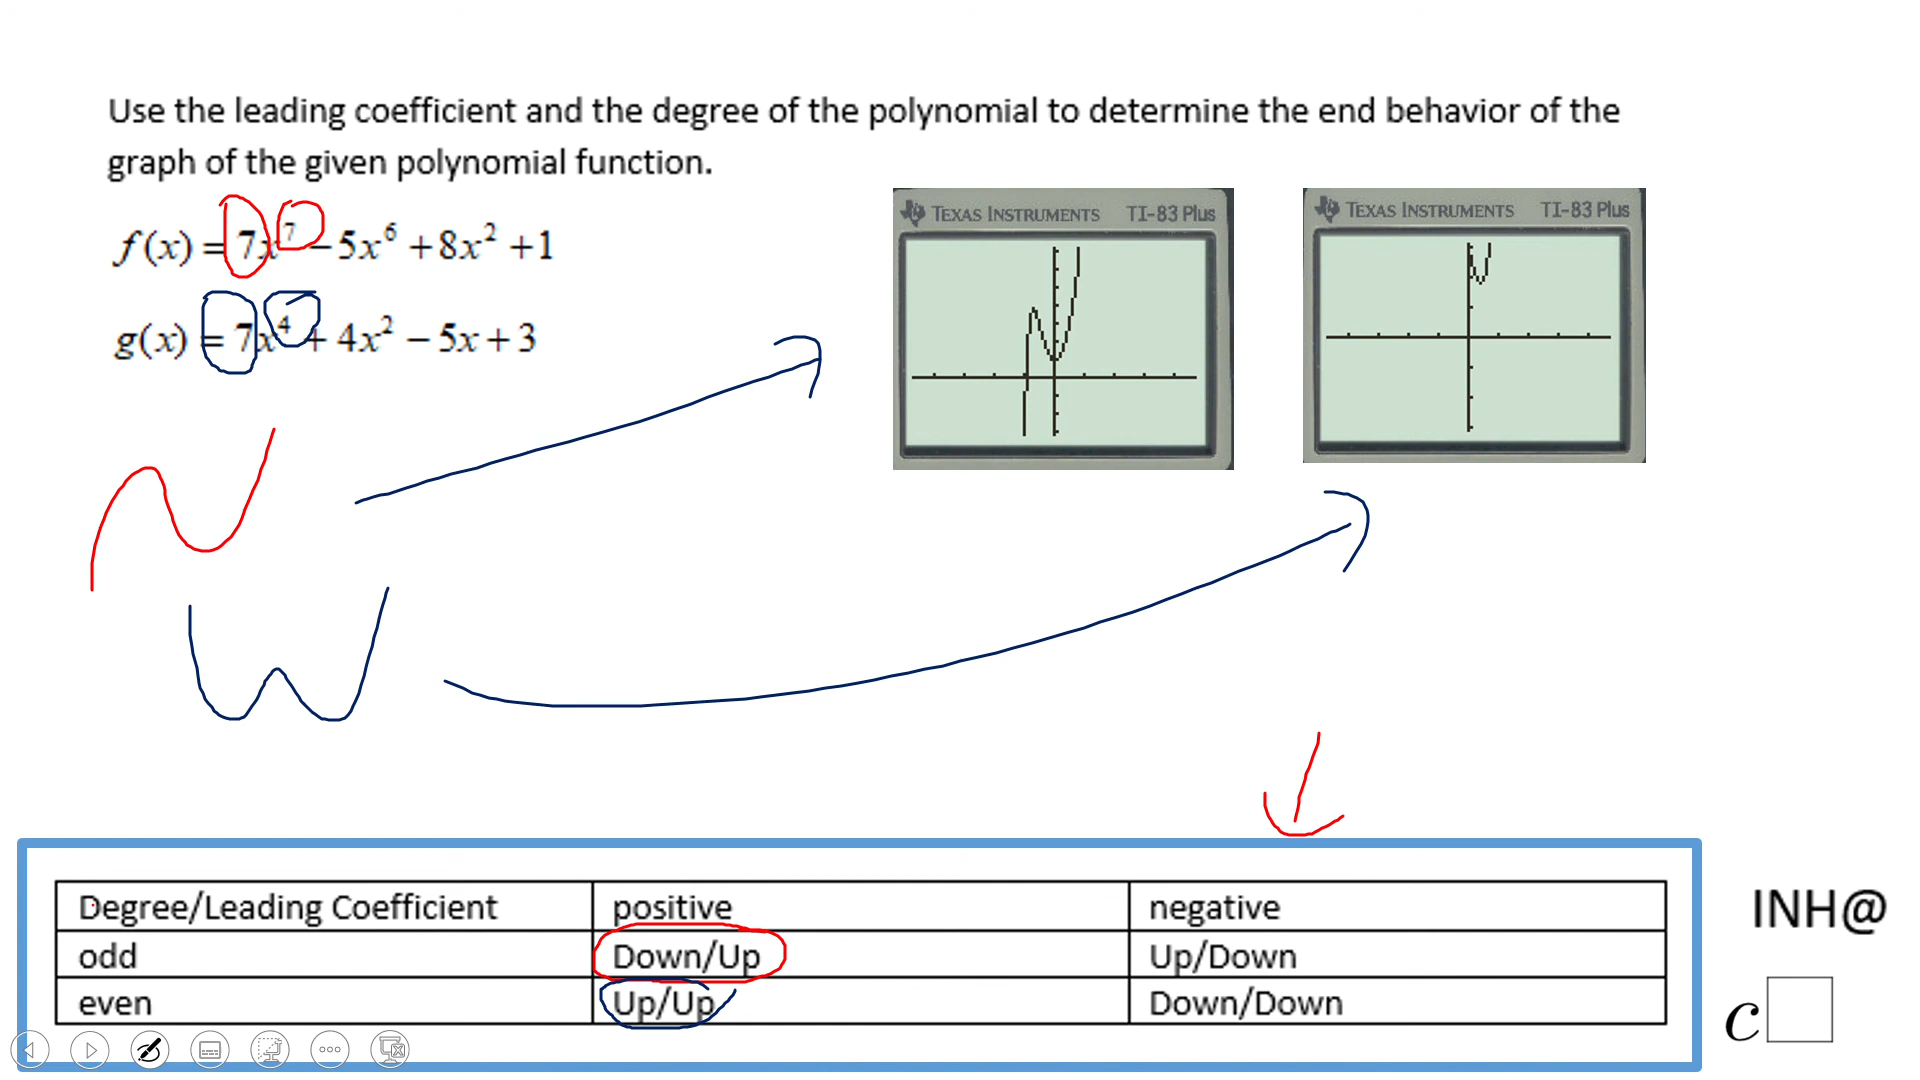 Use the leading coefficient and the degree of the polynomial to determine the end behavior of the
graph of the given polynomial function.
f(x) = 7x⁷ − 5x⁶ + 8x² + 1
g(x) = 7x⁴ + 4x² − 5x + 3
TEXAS INSTRUMENTS TI-83 Plus
TEXAS INSTRUMENTS TI-83 Plus
Degree/Leading Coefficient positive negative
odd Down/Up Up/Down
even Up/Up Down/Down
INH@
c